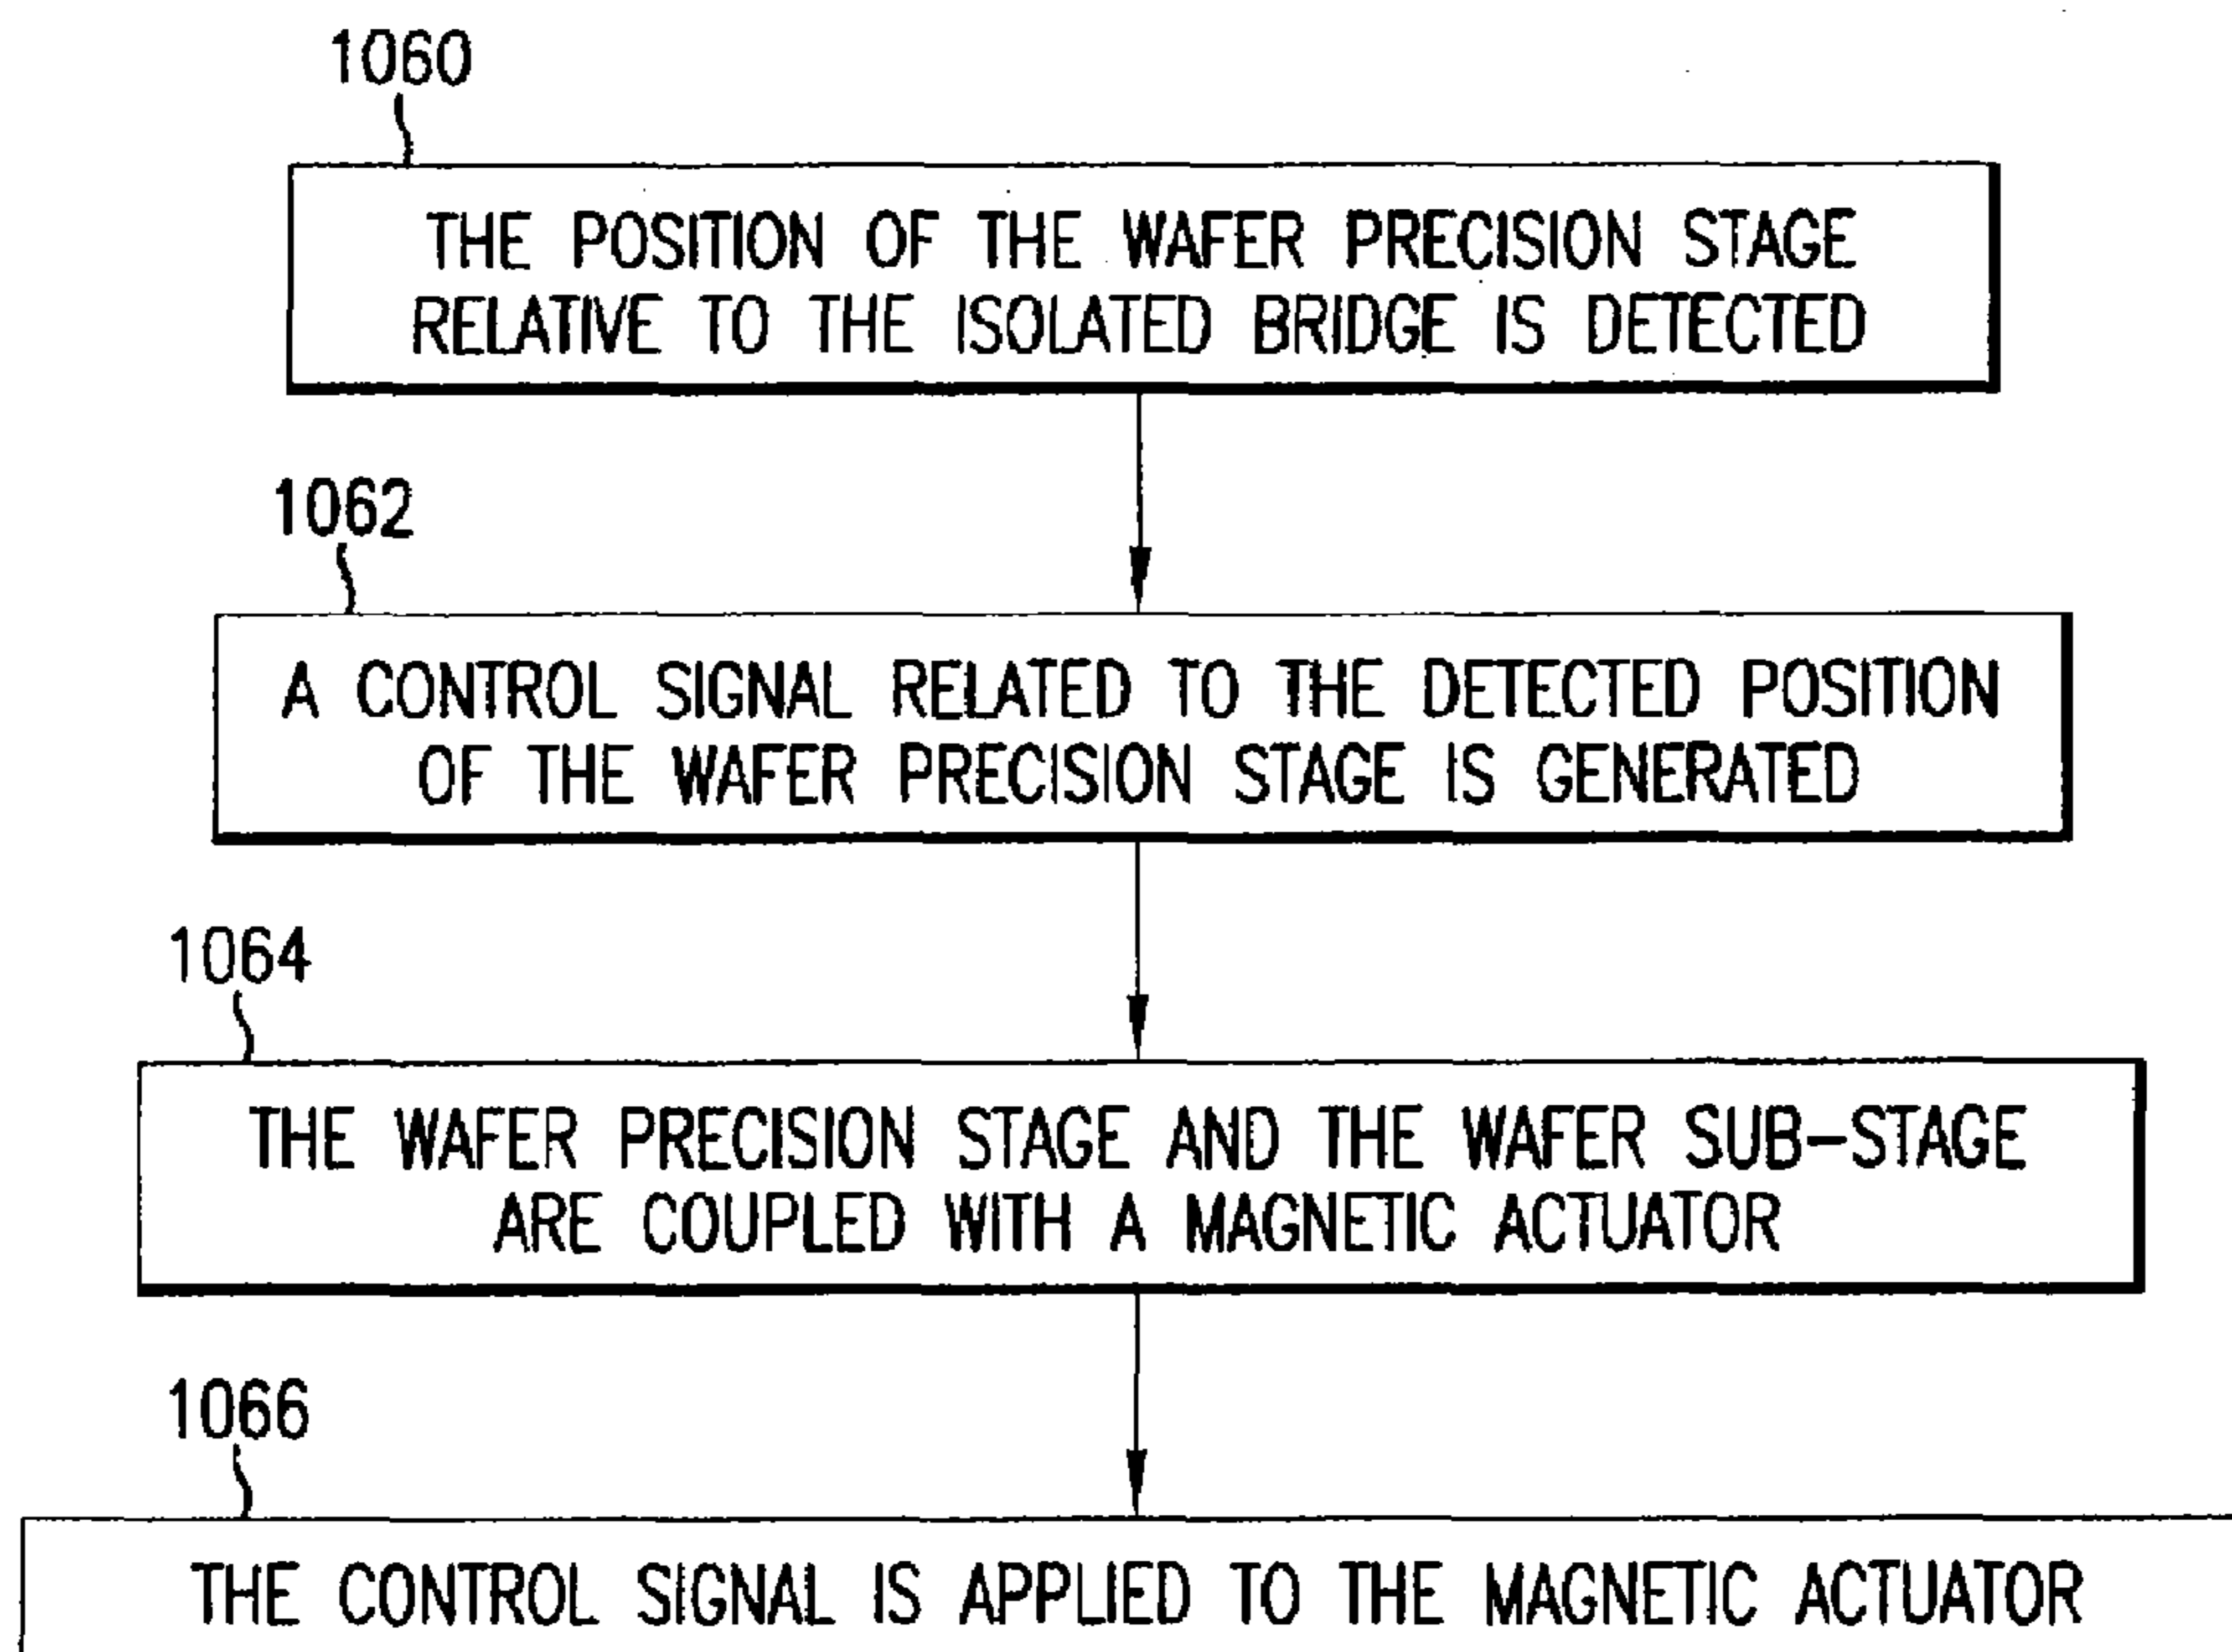 1060
THE POSITION OF THE WAFER PRECISION STAGE
RELATIVE TO THE ISOLATED BRIDGE IS DETECTED
1062
A CONTROL SIGNAL RELATED TO THE DETECTED POSITION
OF THE WAFER PRECISION STAGE IS GENERATED
1064
THE WAFER PRECISION STAGE AND THE WAFER SUB-STAGE
ARE COUPLED WITH A MAGNETIC ACTUATOR
1066
THE CONTROL SIGNAL IS APPLIED TO THE MAGNETIC ACTUATOR